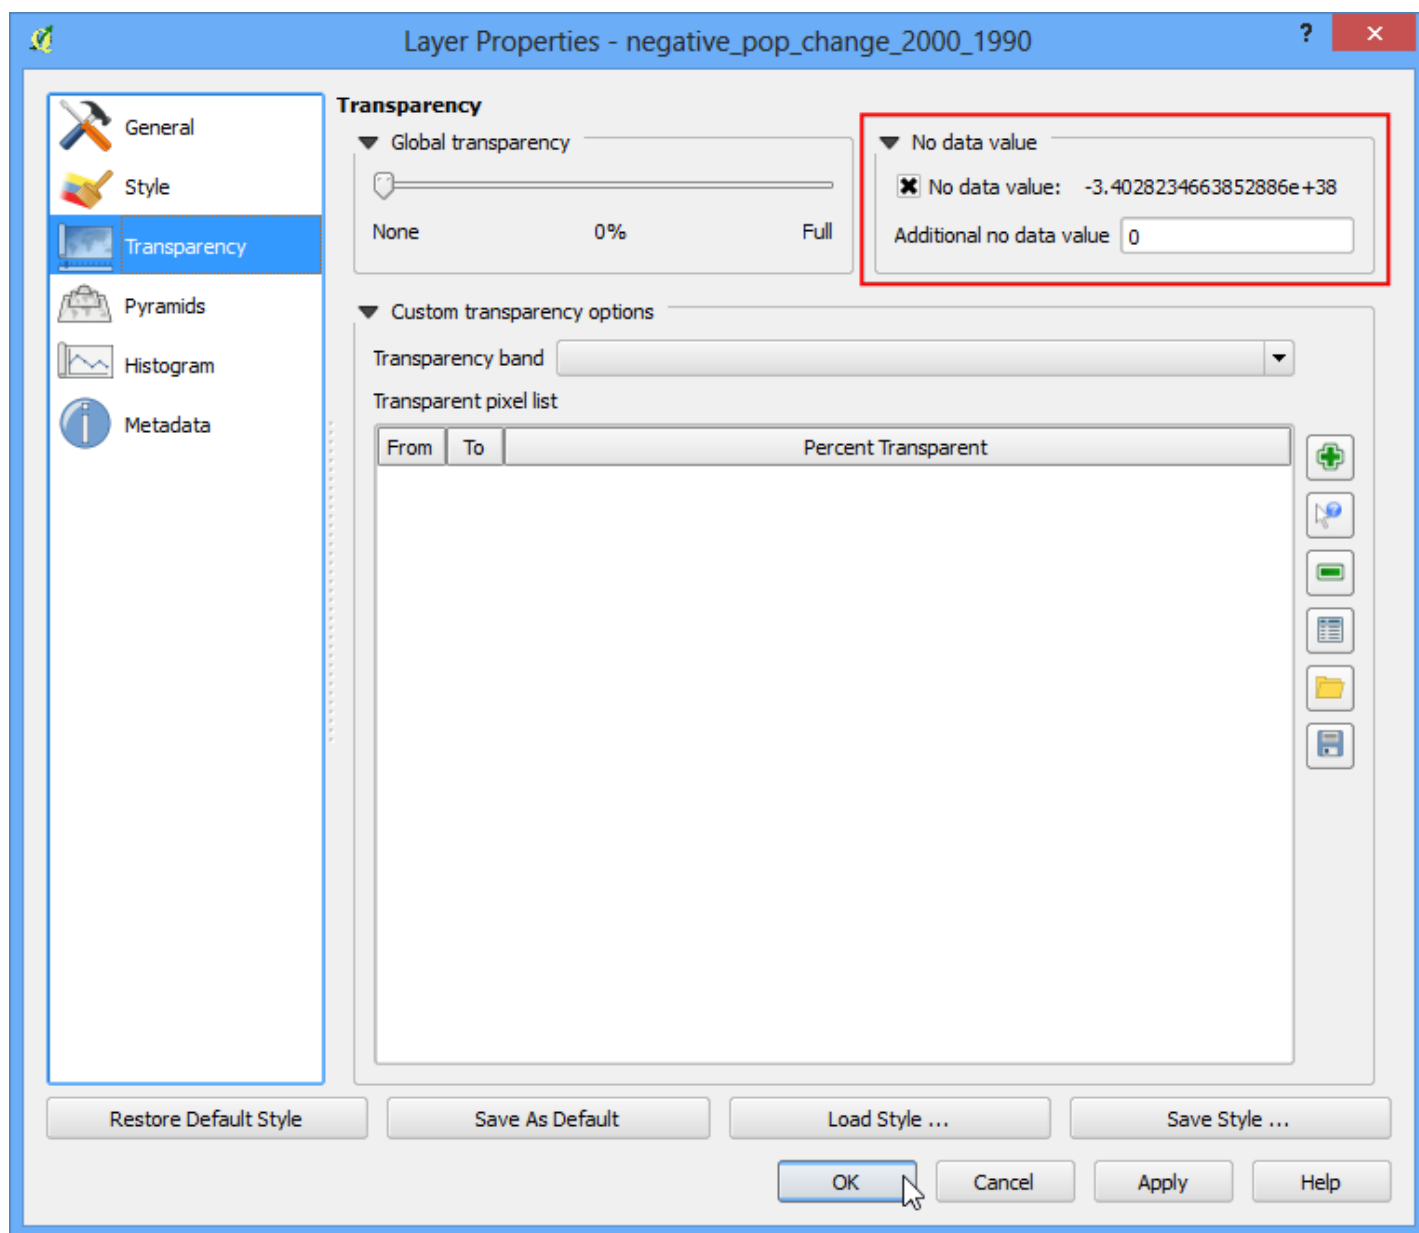 Layer Properties - negative_pop_change_2000_1990
?
General
Style
Transparency
Pyramids
Histogram
Metadata
Transparency
Global transparency
None 0% Full
No data value
No data value: -3.4028234663852886e+38
Additional no data value 0
Custom transparency options
Transparency band
Transparent pixel list
From To Percent Transparent
Restore Default Style Save As Default Load Style ... Save Style ...
OK Cancel Apply Help